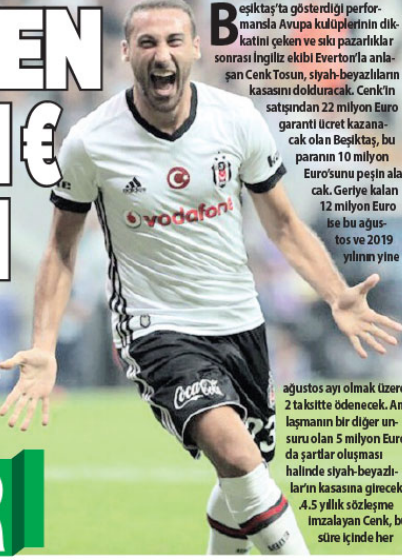 EN
€
Beşiktaş'ta gösterdiği perfor-
mansla Avupa kulüplerinin dik-
katini çeken ve sıkı pazarlıklar
sonrası İngiliz ekibi Everton'la anla-
şan Cenk Tosun, siyah-beyazlıların
kasasını dolduracak. Cenk'in
satışından 22 milyon Euro
garanti ücret kazana-
cak olan Beşiktaş, bu
paranın 10 milyon
Euro'sunu peşin ala
cak. Geriye kalan
12 milyon Euro
ise bu ağus-
tos ve 2019
yılının yine
ağustos ayı olmak üzere
2 taksitte ödenecek. An
laşmanın bir diğer un-
suru olan 5 milyon Euro
da şartlar oluşması
halinde siyah-beyazlı-
lar'ın kasasına girecek
.4.5 yıllık sözleşme
imzalayan Cenk, bu
süre içinde her
adidas
vodafone
Coca-Cola
23
1903
R